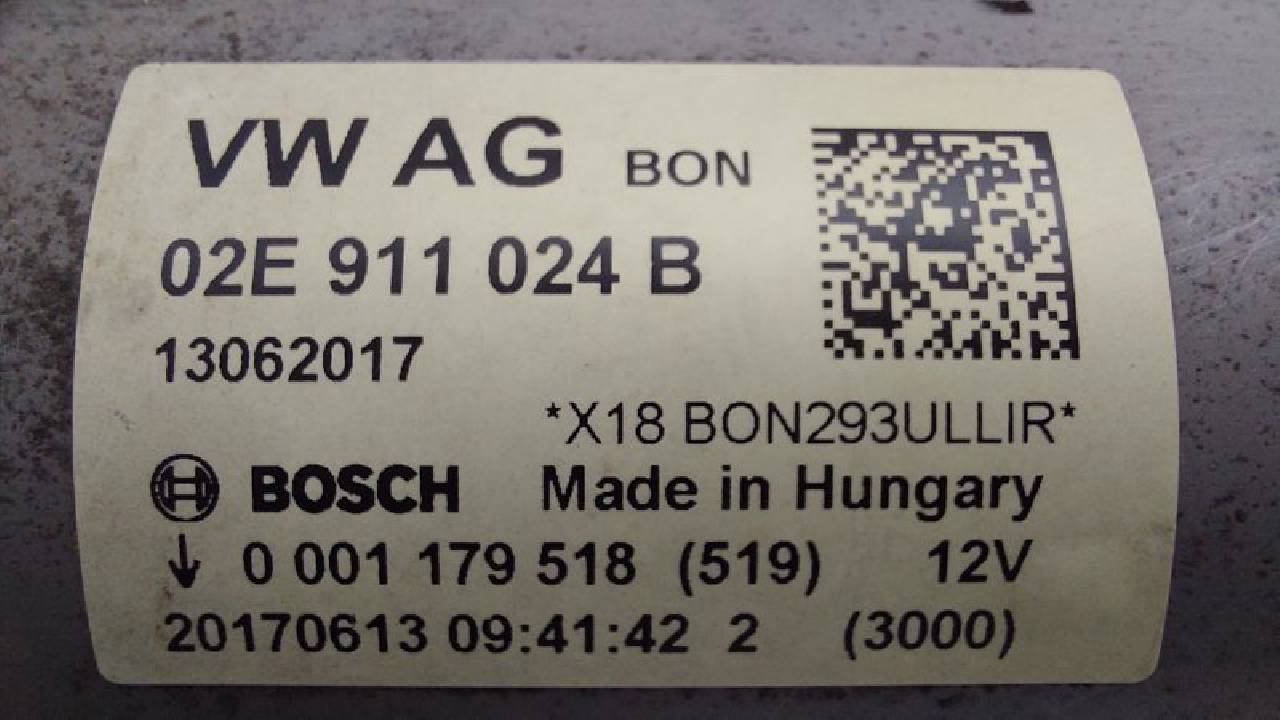 VW AG BON
02E 911 024 B
13062017
*X18 BON293ULLIR*
BOSCH Made in Hungary
↓ 0 001 179 518 (519) 12V
20170613 09:41:42 2 (3000)